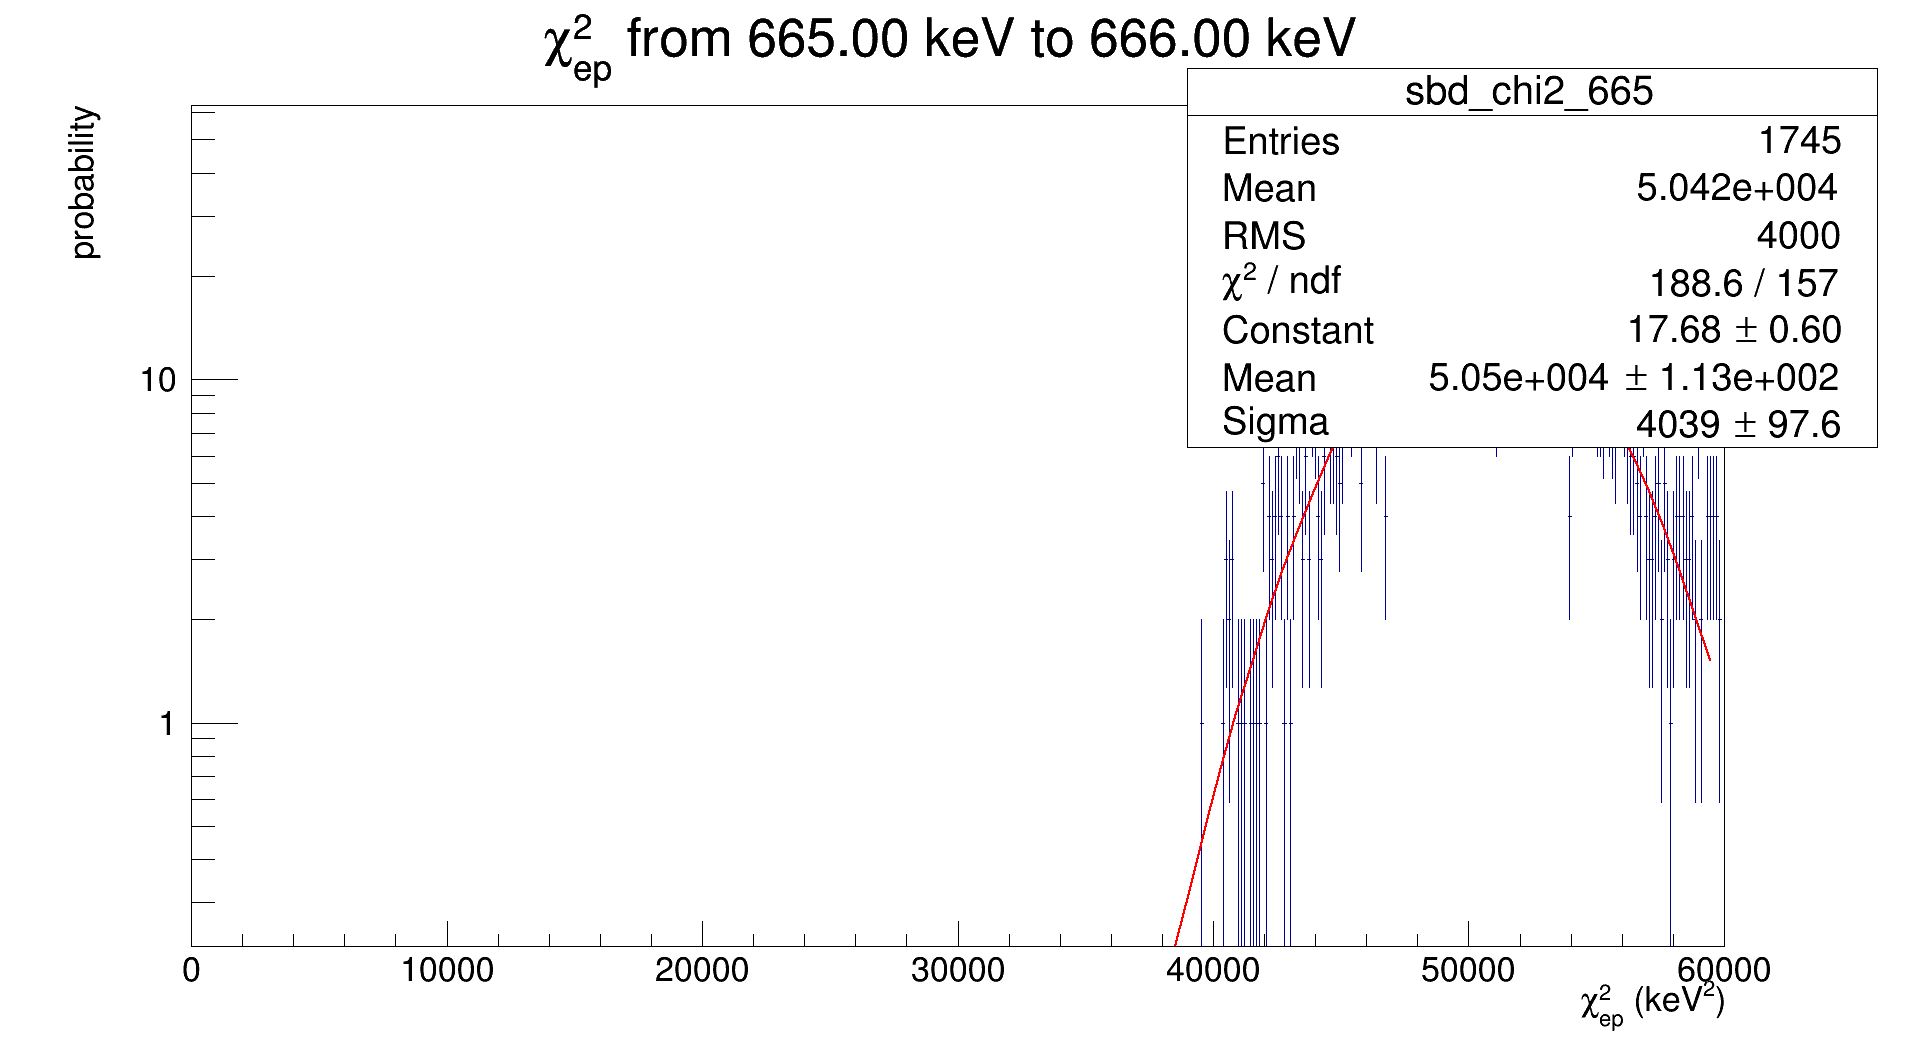 χ²ep from 665.00 keV to 666.00 keV
sbd_chi2_665
Entries 1745
Mean 5.042e+004
RMS 4000
χ² / ndf 188.6 / 157
Constant 17.68 ± 0.60
Mean 5.05e+004 ± 1.13e+002
Sigma 4039 ± 97.6
probability
10
1
0 10000 20000 30000 40000 50000 60000
χ²ep (keV²)